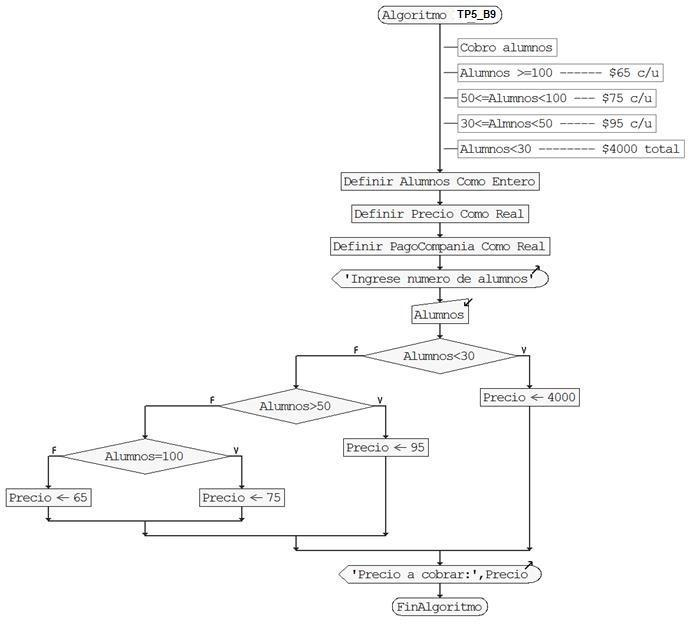 Algoritmo TP5_B9
Cobro alumnos
Alumnos >=100 ------ $65 c/u
50<=Alumnos<100 --- $75 c/u
30<=Almnos<50 ----- $95 c/u
Alumnos<30 -------- $4000 total
Definir Alumnos Como Entero
Definir Precio Como Real
Definir PagoCompania Como Real
'Ingrese numero de alumnos'
Alumnos
F Alumnos<30 V
F Alumnos>50 V
Precio ← 4000
F Alumnos=100 V
Precio ← 95
Precio ← 65
Precio ← 75
'Precio a cobrar:',Precio
FinAlgoritmo